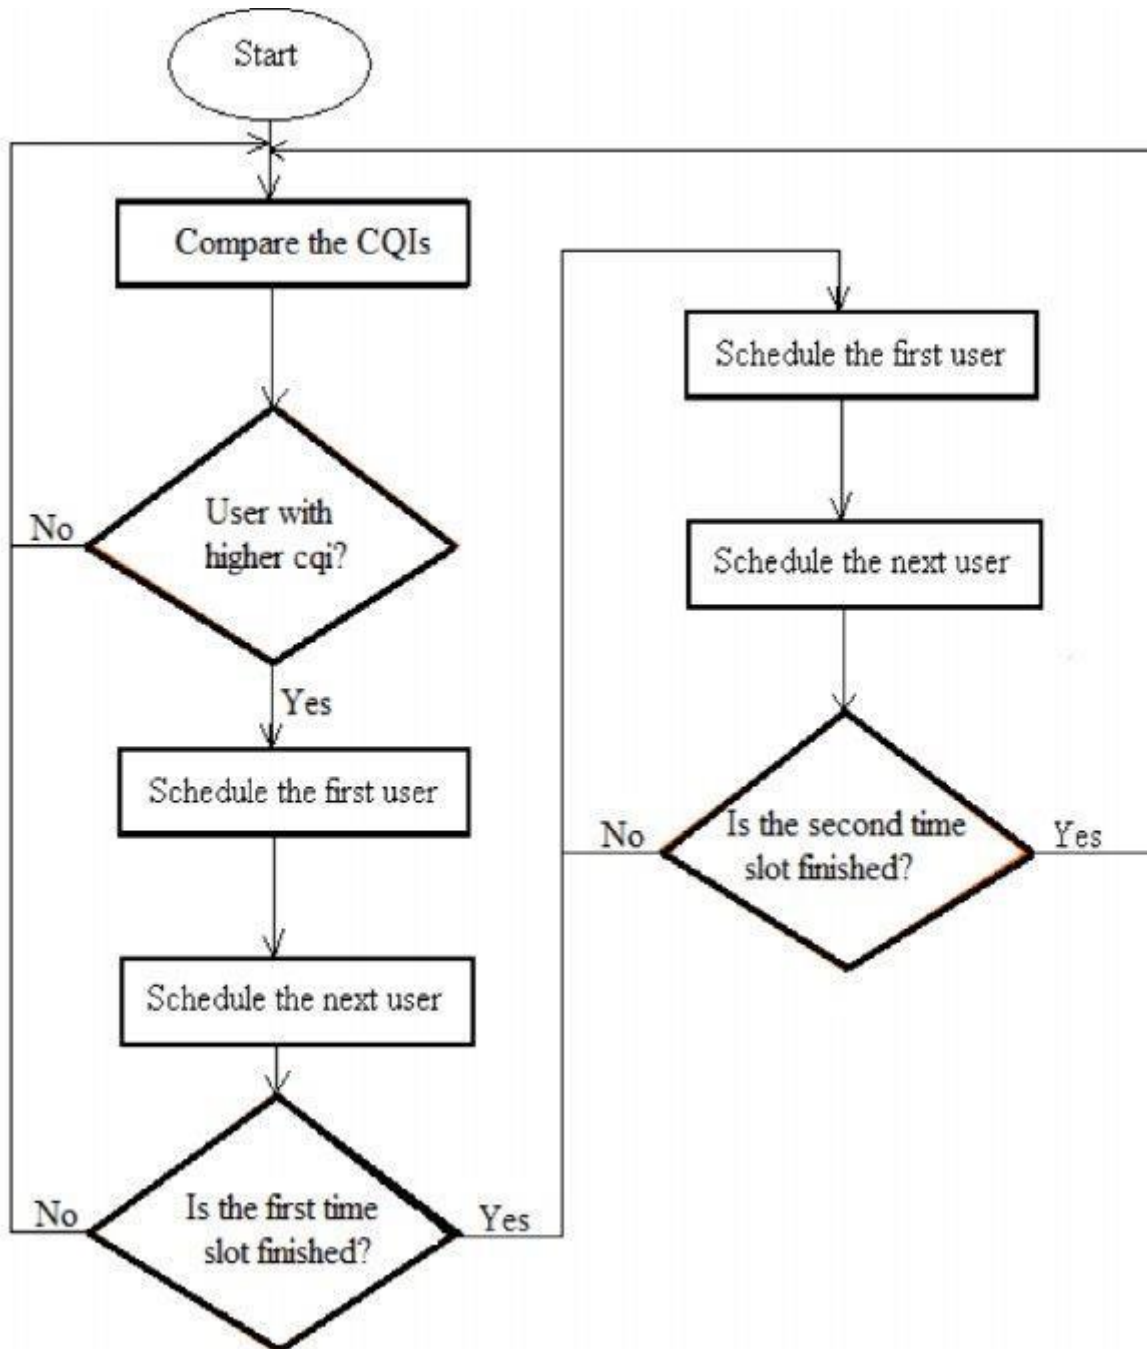 Start
Compare the CQIs
User with
higher cqi?
No
Yes
Schedule the first user
Schedule the next user
Is the first time
slot finished?
No
Yes
Schedule the first user
Schedule the next user
Is the second time
slot finished?
No
Yes